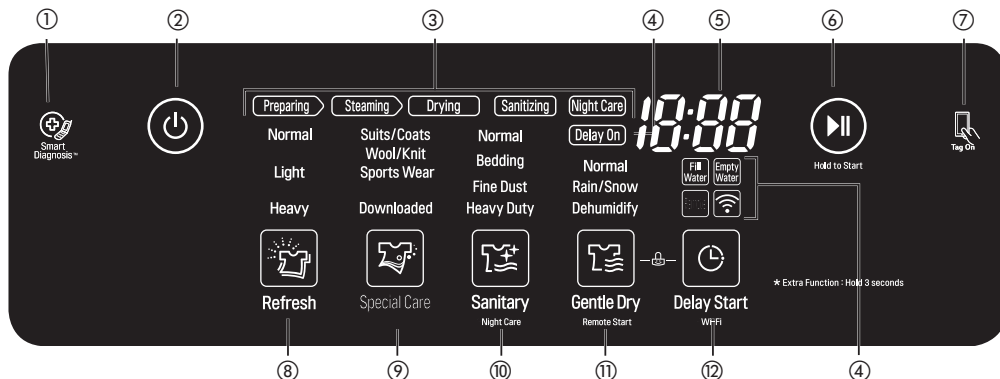 ① ② ③ ④ ⑤ ⑥ ⑦
Preparing Steaming Drying Sanitizing Night Care
18:88
Delay On
Smart
Diagnosis™
Normal
Light
Heavy
Suits/Coats
Wool/Knit
Sports Wear
Downloaded
Normal
Bedding
Fine Dust
Heavy Duty
Normal
Rain/Snow
Dehumidify
Fill
Water
Empty
Water
Hold to Start
Tag On
Refresh
Special Care
Sanitary
Night Care
Gentle Dry
Remote Start
Delay Start
Wi-Fi
* Extra Function : Hold 3 seconds
⑧ ⑨ ⑩ ⑪ ⑫ ④